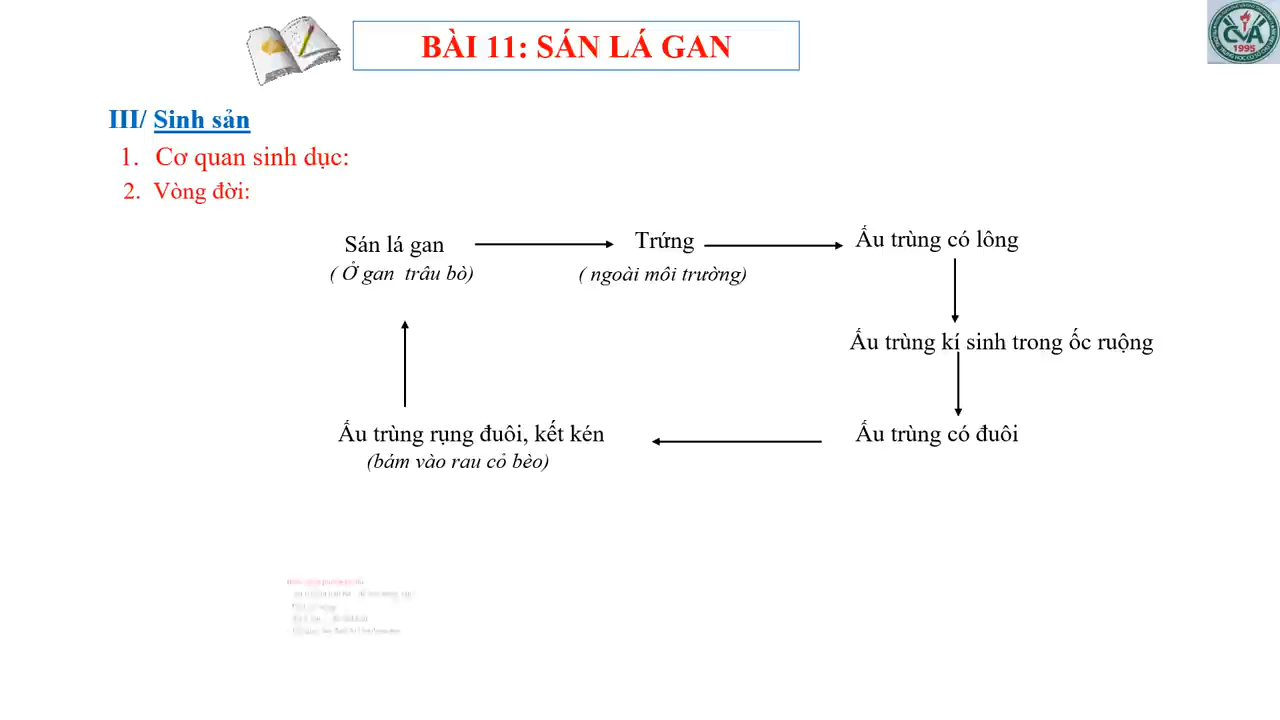 BÀI 11: SÁN LÁ GAN
CVA
1995
III/ Sinh sản
1. Cơ quan sinh dục:
2. Vòng đời:
Sán lá gan
( Ở gan trâu bò)
Trứng
( ngoài môi trường)
Ấu trùng có lông
Ấu trùng kí sinh trong ốc ruộng
Ấu trùng có đuôi
Ấu trùng rụng đuôi, kết kén
(bám vào rau cỏ bèo)